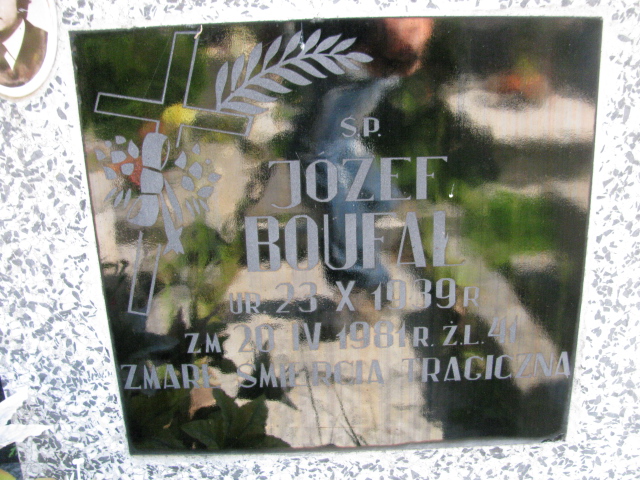 Ś.P.
JÓZEF
BOUFAŁ
UR. 23 X 1939 R
ZM. 20 IV 1981 R. Ż.L. 41
ZMARŁ ŚMIERCIĄ TRAGICZNĄ